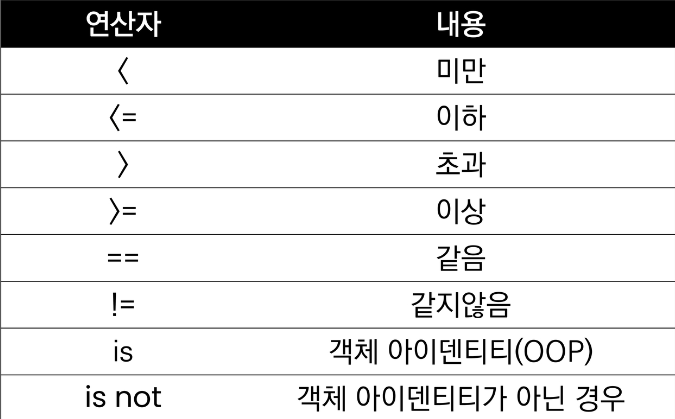 연산자 내용
< 미만
<= 이하
> 초과
>= 이상
== 같음
!= 같지않음
is 객체 아이덴티티(OOP)
is not 객체 아이덴티티가 아닌 경우